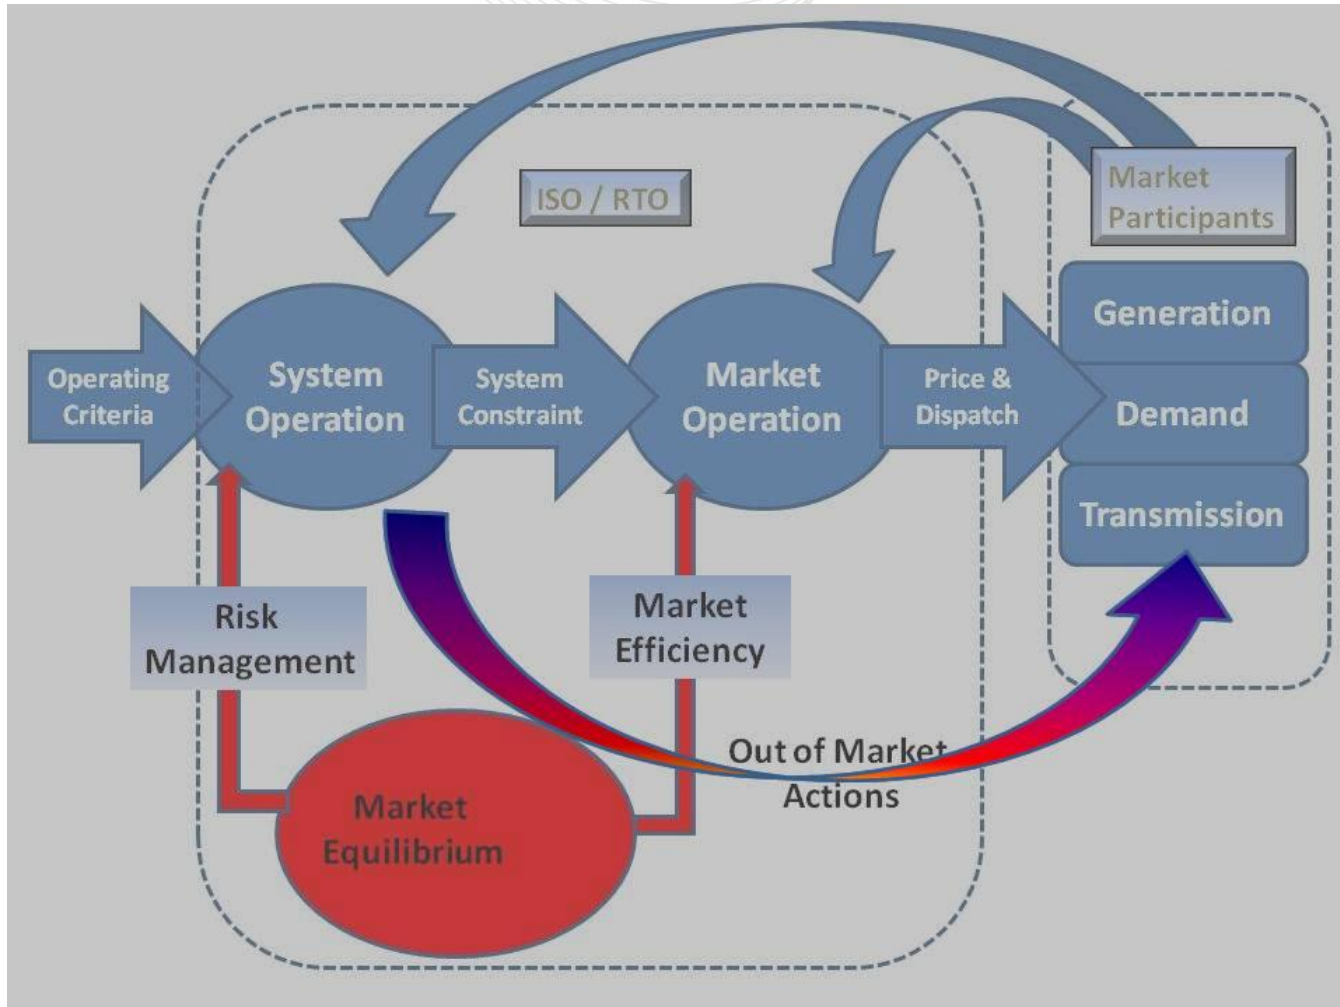 ISO / RTO
Market
Participants
Generation
Demand
Transmission
Operating
Criteria
System
Operation
System
Constraint
Market
Operation
Price &
Dispatch
Risk
Management
Market
Efficiency
Out of Market
Actions
Market
Equilibrium